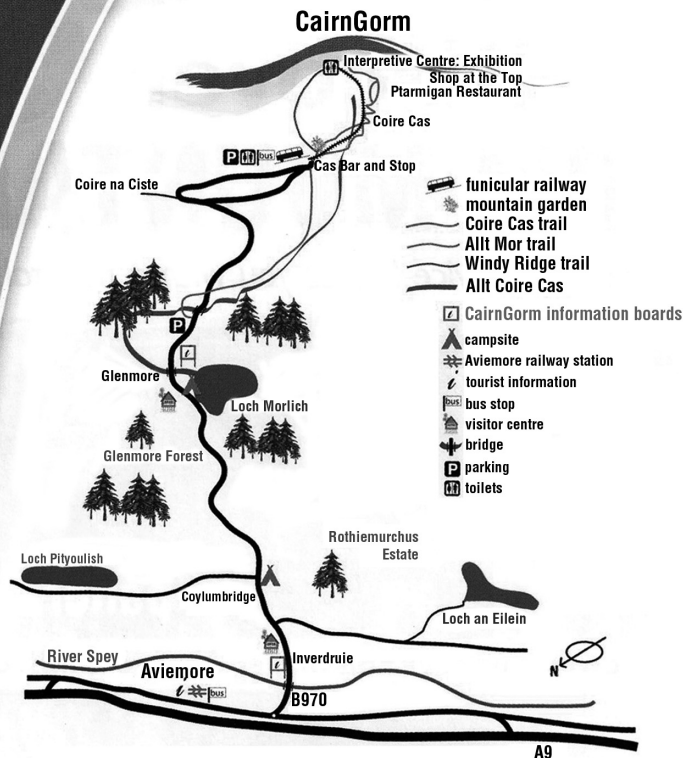 CairnGorm
Interpretive Centre: Exhibition
Shop at the Top
Ptarmigan Restaurant
Coire Cas
P bus
Cas Bar and Stop
Coire na Ciste
funicular railway
mountain garden
Coire Cas trail
Allt Mor trail
Windy Ridge trail
Allt Coire Cas
i CairnGorm information boards
campsite
Aviemore railway station
i tourist information
bus bus stop
visitor centre
bridge
P parking
toilets
P
i
Glenmore
Loch Morlich
Glenmore Forest
Rothiemurchus
Estate
Loch Pityoulish
Coylumbridge
Loch an Eilein
Inverdruie
i
River Spey
Aviemore
i bus
B970
N
A9